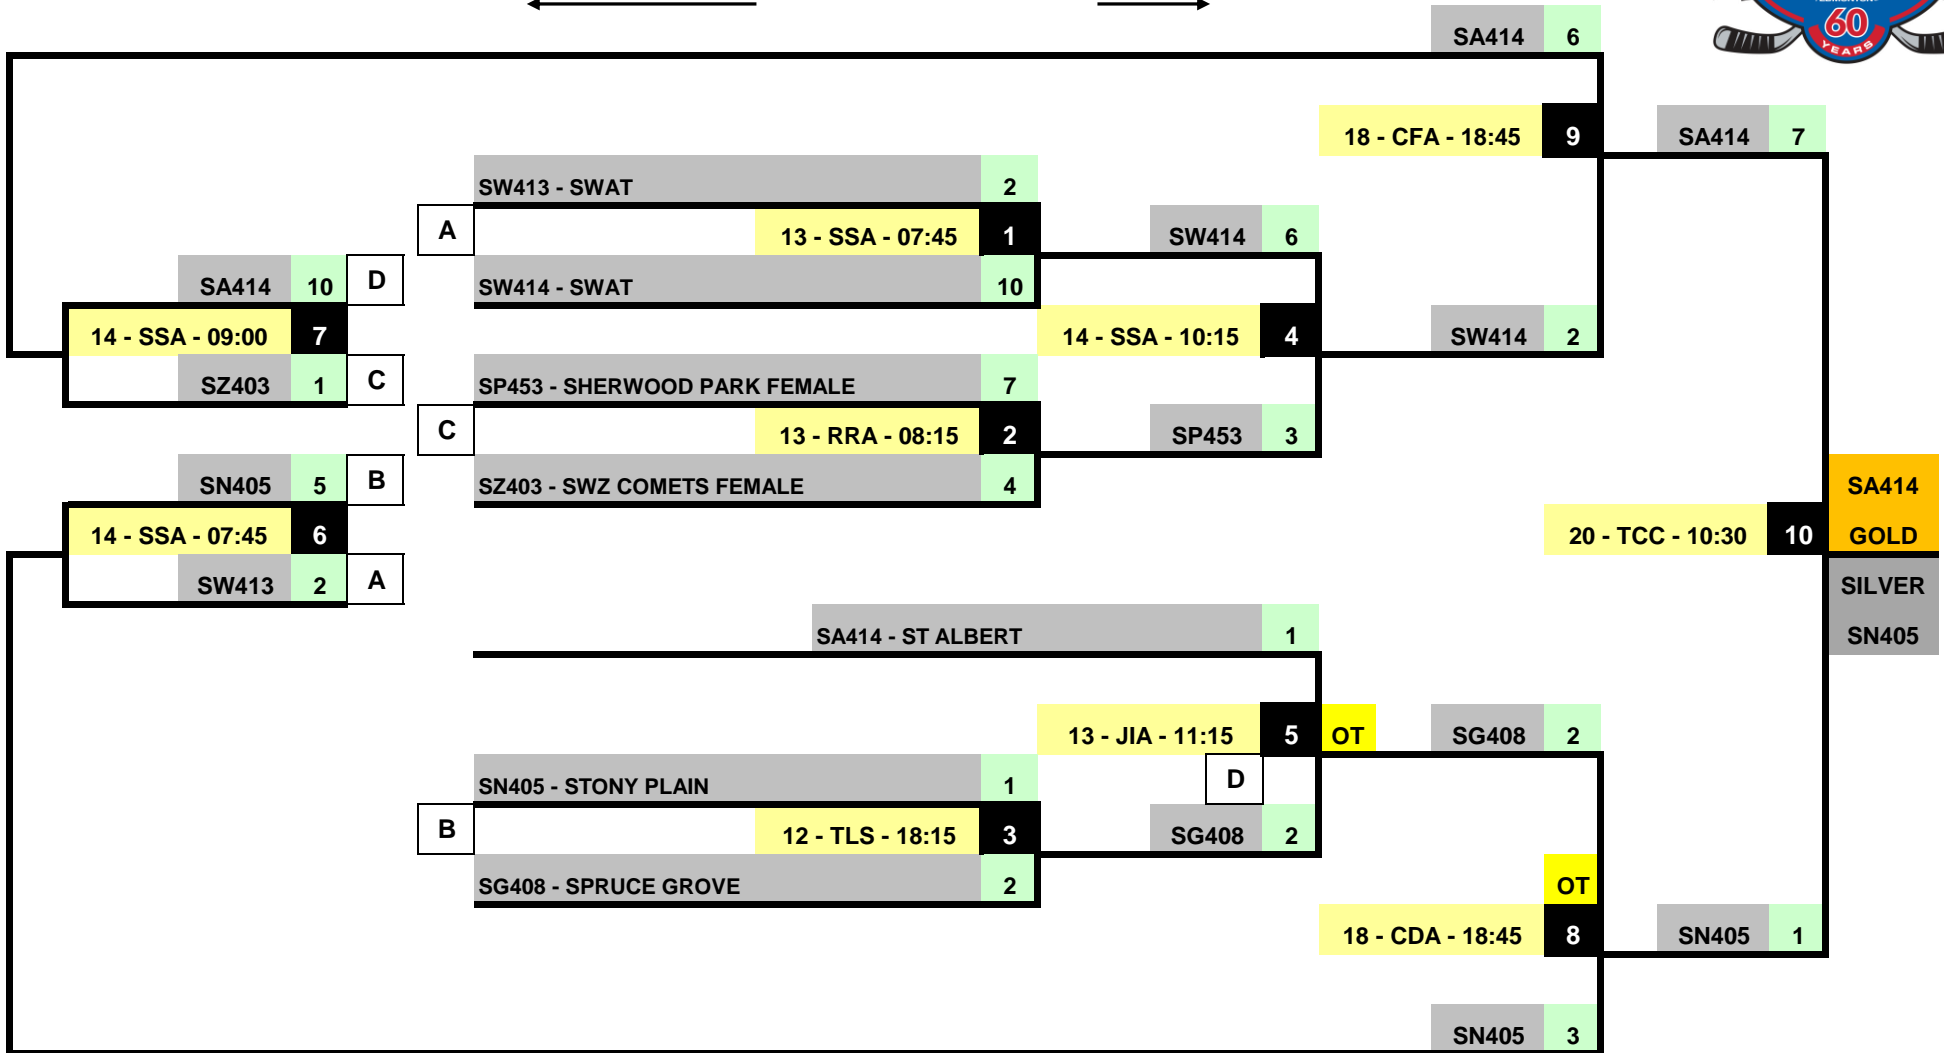 EDMONTON
60
YEARS
SA414 6
18 - CFA - 18:45 9 SA414 7
SW413 - SWAT 2
A 13 - SSA - 07:45 1 SW414 6
SA414 10 D SW414 - SWAT 10
14 - SSA - 09:00 7 14 - SSA - 10:15 4 SW414 2
SZ403 1 C SP453 - SHERWOOD PARK FEMALE 7
C 13 - RRA - 08:15 2 SP453 3
SN405 5 B SZ403 - SWZ COMETS FEMALE 4 SA414
14 - SSA - 07:45 6 20 - TCC - 10:30 10 GOLD
SW413 2 A SILVER
SA414 - ST ALBERT 1 SN405
13 - JIA - 11:15 5 OT SG408 2
SN405 - STONY PLAIN 1 D
B 12 - TLS - 18:15 3 SG408 2
SG408 - SPRUCE GROVE 2 OT
18 - CDA - 18:45 8 SN405 1
SN405 3